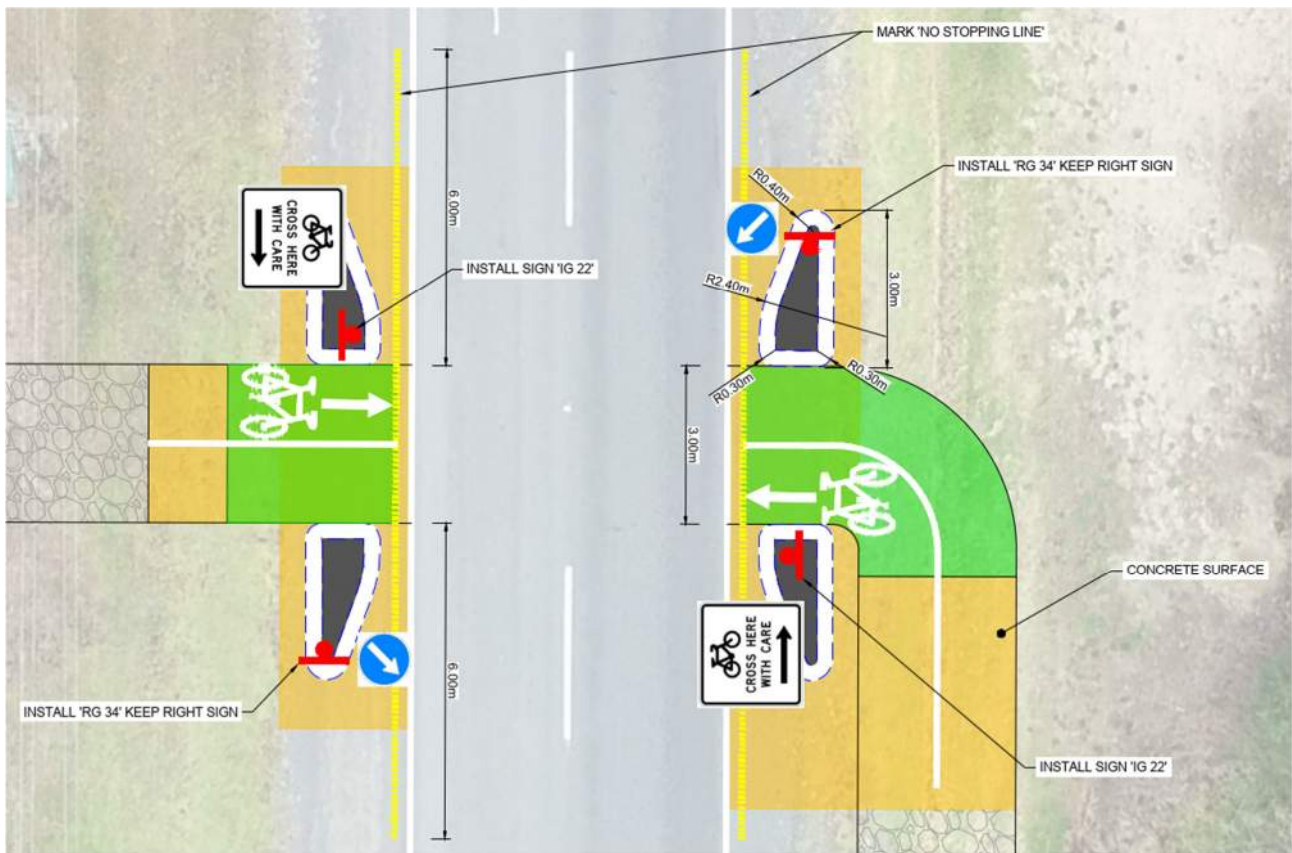 MARK 'NO STOPPING LINE'
INSTALL 'RG 34' KEEP RIGHT SIGN
6.00m
R0.40m
CROSS HERE
WITH CARE
INSTALL SIGN 'IG 22'
R2.40m
3.00m
R0.30m
R0.30m
3.00m
CONCRETE SURFACE
6.00m
CROSS HERE
WITH CARE
INSTALL 'RG 34' KEEP RIGHT SIGN
INSTALL SIGN 'IG 22'